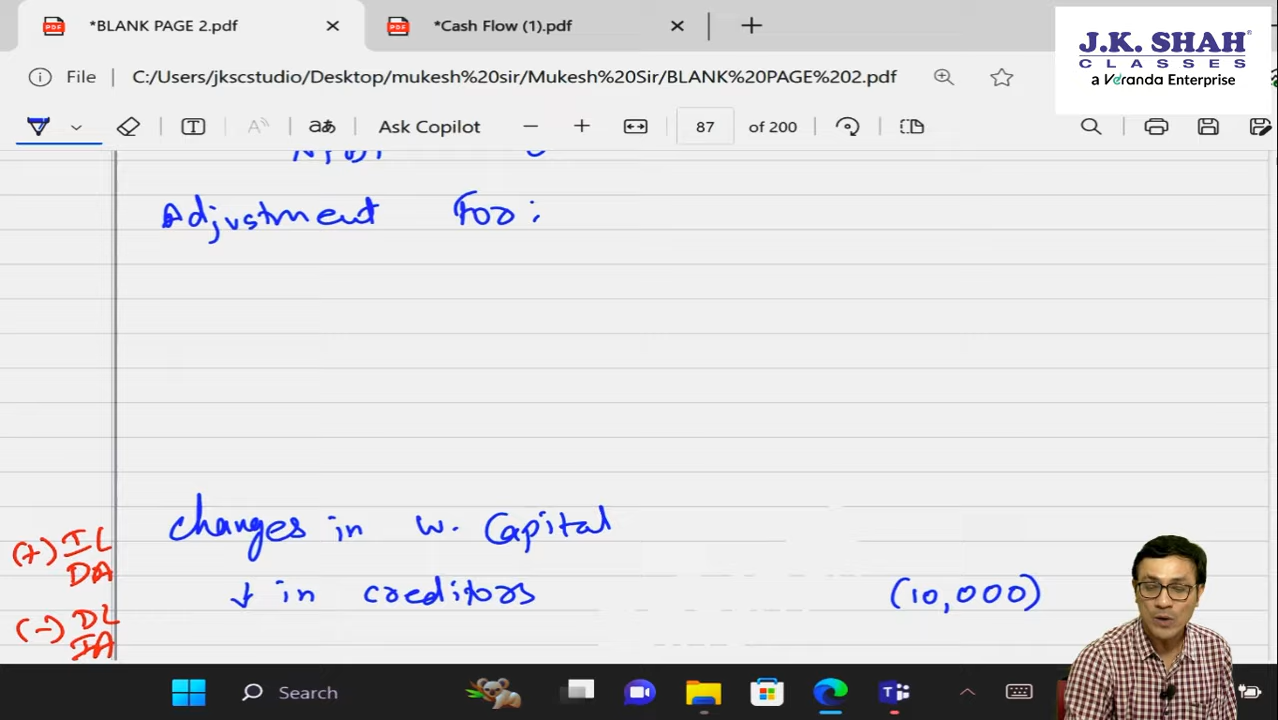 *BLANK PAGE 2.pdf
*Cash Flow (1).pdf
J.K. SHAH
CLASSES
a Veranda Enterprise
File
C:/Users/jkscstudio/Desktop/mukesh%20sir/Mukesh%20Sir/BLANK%20PAGE%202.pdf
Ask Copilot
87 of 200
Adjustment For:
Changes in w. Capital
(+) IL
DA
↓ in creditors (10,000)
(-) DL
IA
Search